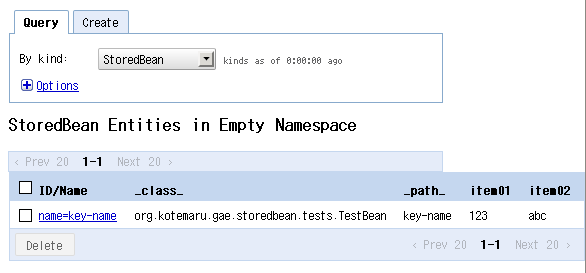 Query Create
By kind: StoredBean kinds as of 0:00:00 ago
Options
StoredBean Entities in Empty Namespace
‹ Prev 20 1-1 Next 20 ›
ID/Name _class_ _path_ item01 item02
name=key-name org.kotemaru.gae.storedbean.tests.TestBean key-name 123 abc
Delete ‹ Prev 20 1-1 Next 20 ›